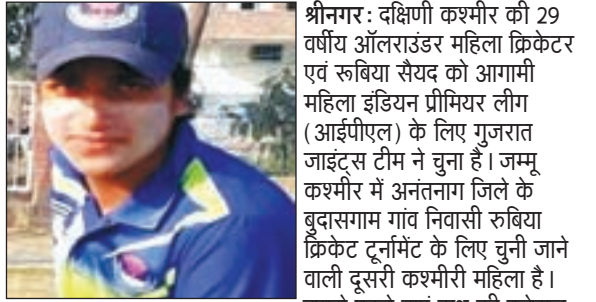 श्रीनगर : दक्षिणी कश्मीर की 29
वर्षीय ऑलराउंडर महिला क्रिकेटर
एवं रूबिया सैयद को आगामी
महिला इंडियन प्रीमियर लीग
(आईपीएल) के लिए गुजरात
जाइंट्स टीम ने चुना है। जम्मू
कश्मीर में अनंतनाग जिले के
बुदासगाम गांव निवासी रुबिया
क्रिकेट टूर्नामेंट के लिए चुनी जाने
वाली दूसरी कश्मीरी महिला है।